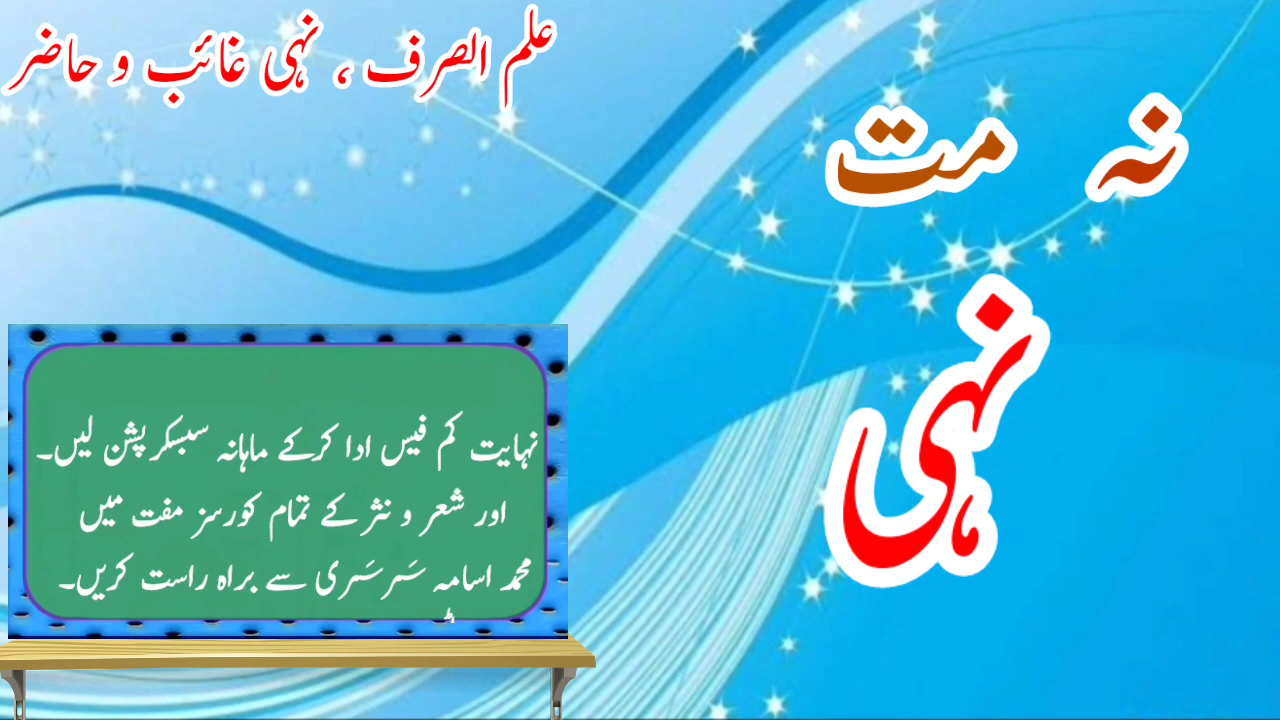 علم الصرف ، نہی غائب و حاضر
نہ مت
نہی
نہایت کم فیس ادا کرکے ماہانہ سبسکرپشن لیں۔
اور شعر و نثر کے تمام کورسز مفت میں
محمد اسامہ سَرسَری سے براہ راست کریں۔